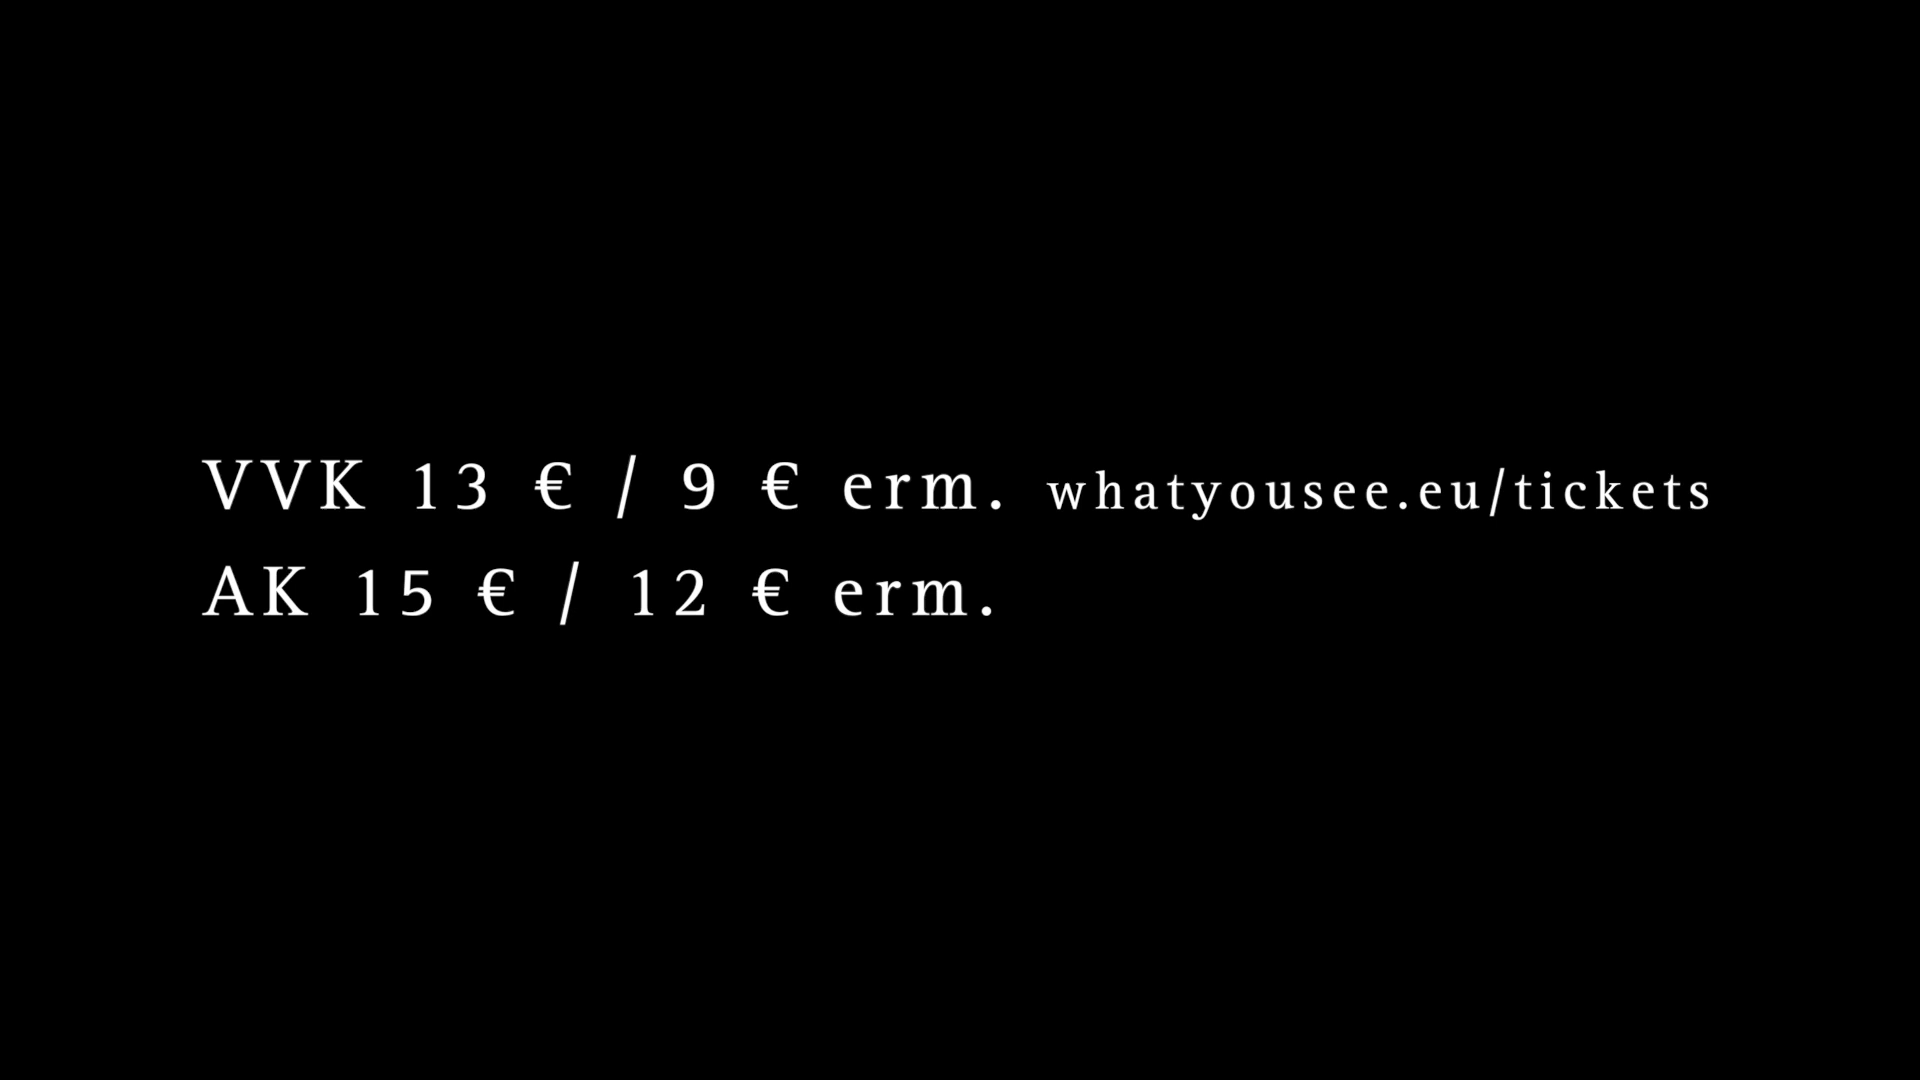 VVK 13 € / 9 € erm. whatyousee.eu/tickets
AK 15 € / 12 € erm.